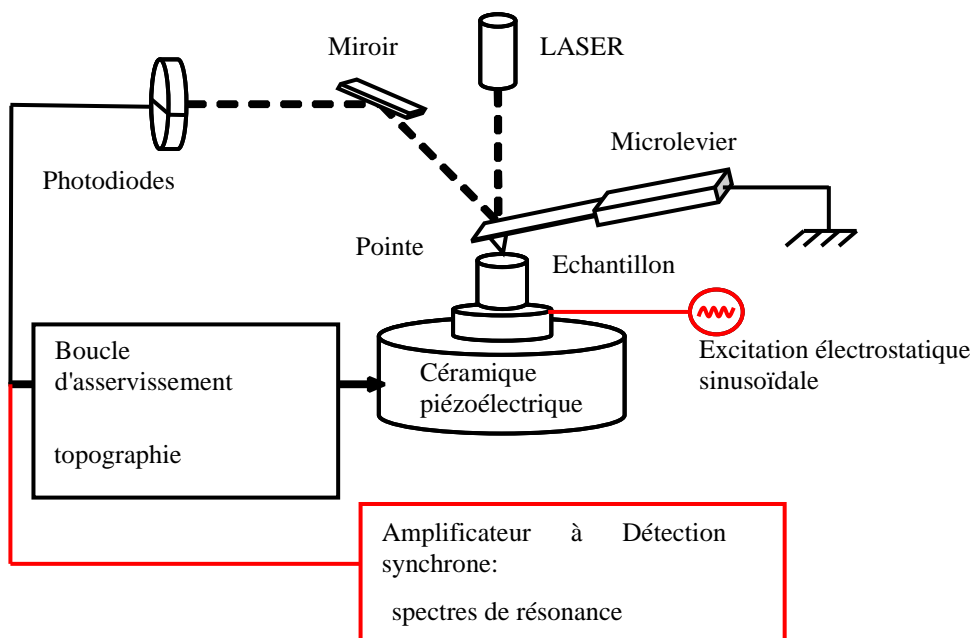 Miroir
LASER
Microlevier
Photodiodes
Pointe
Echantillon
Boucle
d'asservissement
topographie
Céramique
piézoélectrique
Excitation électrostatique
sinusoïdale
Amplificateur à Détection
synchrone:
spectres de résonance